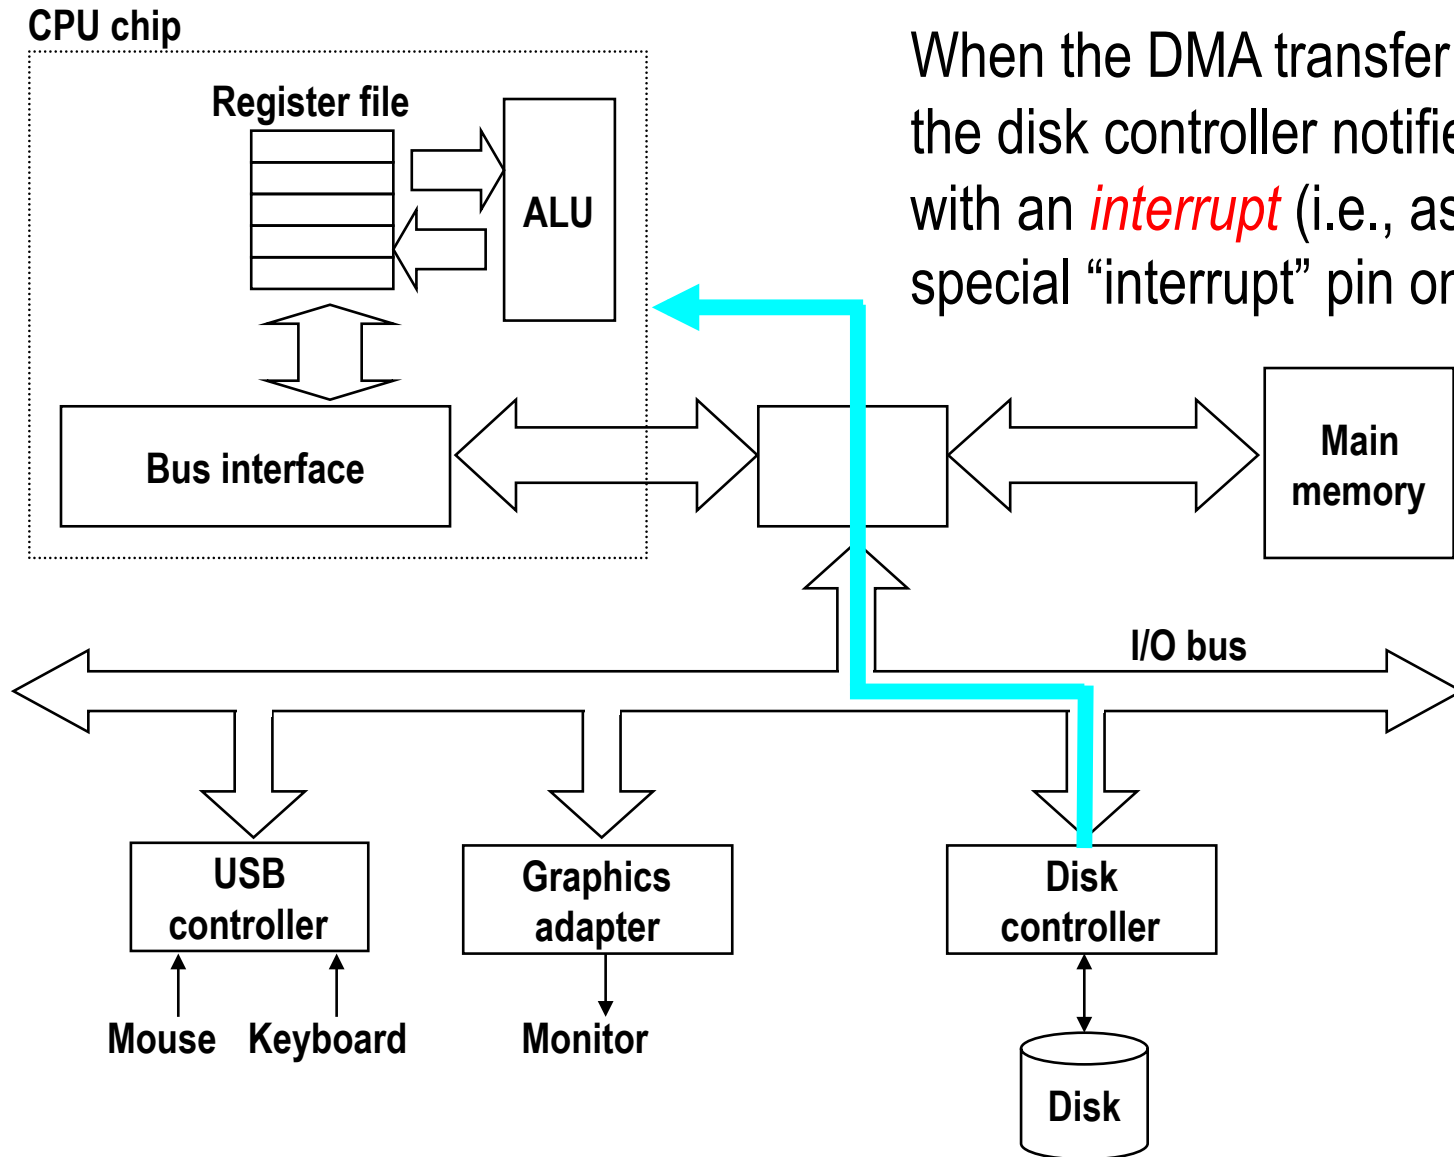 CPU chip
When the DMA transfer
the disk controller notifie
with an interrupt (i.e., as
special “interrupt” pin on
Register file
ALU
Bus interface
Main
memory
I/O bus
USB
controller
Graphics
adapter
Disk
controller
Mouse
Keyboard
Monitor
Disk